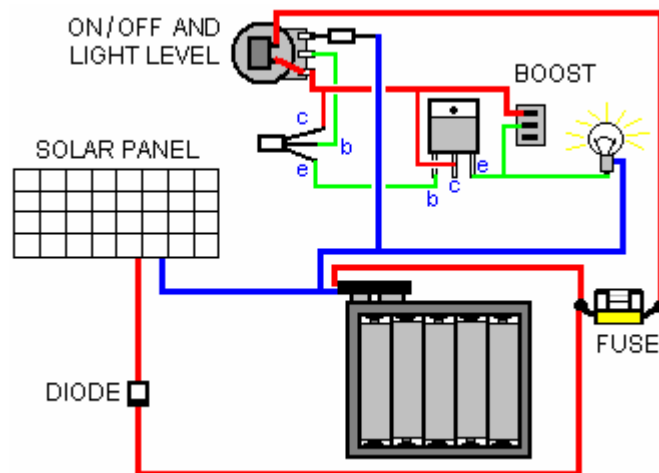 ON/OFF AND
LIGHT LEVEL
BOOST
c
b
e
SOLAR PANEL
e
c
b
FUSE
DIODE